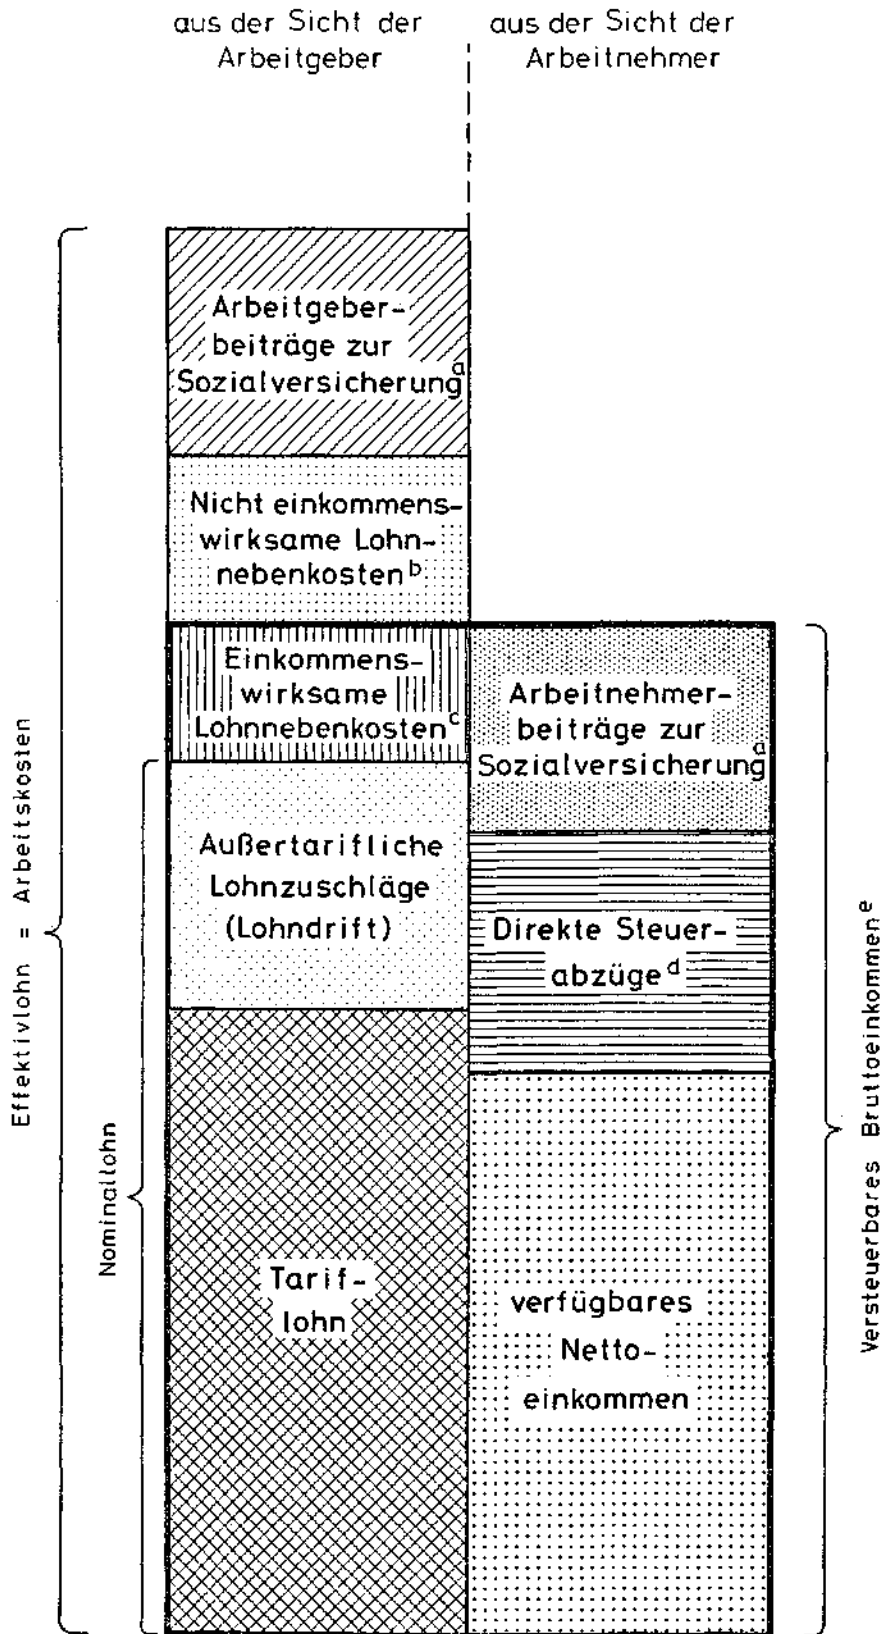 aus der Sicht der
Arbeitgeber
aus der Sicht der
Arbeitnehmer
Arbeitgeber-
beiträge zur
Sozialversicherung a
Nicht einkommens-
wirksame Lohn-
nebenkosten b
Einkommens-
wirksame
Lohnnebenkosten c
Außertarifliche
Lohnzuschläge
(Lohndrift)
Tarif-
lohn
Arbeitnehmer-
beiträge zur
Sozialversicherung a
Direkte Steuer-
abzüge d
verfügbares
Netto-
einkommen
Effektivlohn = Arbeitskosten
Nominallohn
Versteuerbares Bruttoeinkommen e